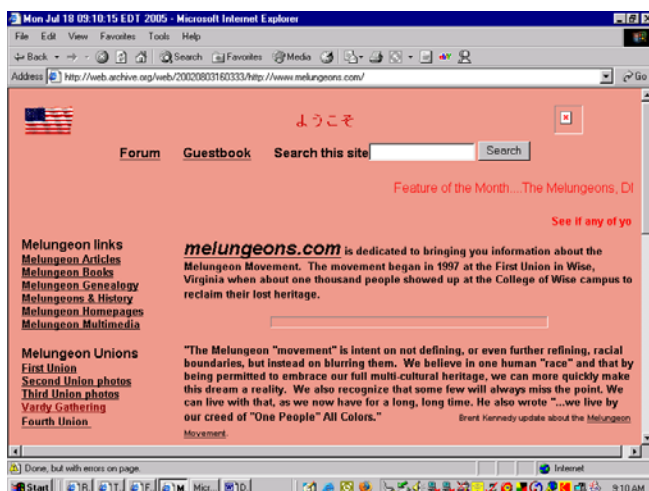 Mon Jul 18 09:10:15 EDT 2005 - Microsoft Internet Explorer
File Edit View Favorites Tools Help
Back Search Favorites Media
Address http://web.archive.org/web/20020803160333/http://www.melungeons.com/ Go
ようこそ
Forum Guestbook Search this site Search
Feature of the Month....The Melungeons, DI
See if any of yo
Melungeon links
Melungeon Articles
Melungeon Books
Melungeon Genealogy
Melungeons & History
Melungeon Homepages
Melungeon Multimedia
Melungeon Unions
First Union
Second Union photos
Third Union photos
Vardy Gathering
Fourth Union
melungeons.com is dedicated to bringing you information about the
Melungeon Movement. The movement began in 1997 at the First Union in Wise,
Virginia when about one thousand people showed up at the College of Wise campus to
reclaim their lost heritage.
"The Melungeon "movement" is intent on not defining, or even further refining, racial
boundaries, but instead on blurring them. We believe in one human "race" and that by
being permitted to embrace our full multi-cultural heritage, we can more quickly make
this dream a reality. We also recognize that some few will always miss the point. We
can live with that, as we now have for a long, long time. He also wrote "...we live by
our creed of "One People" All Colors." Brent Kennedy update about the Melungeon
Movement.
Done, but with errors on page. Internet
Start Micr... 9:10 AM